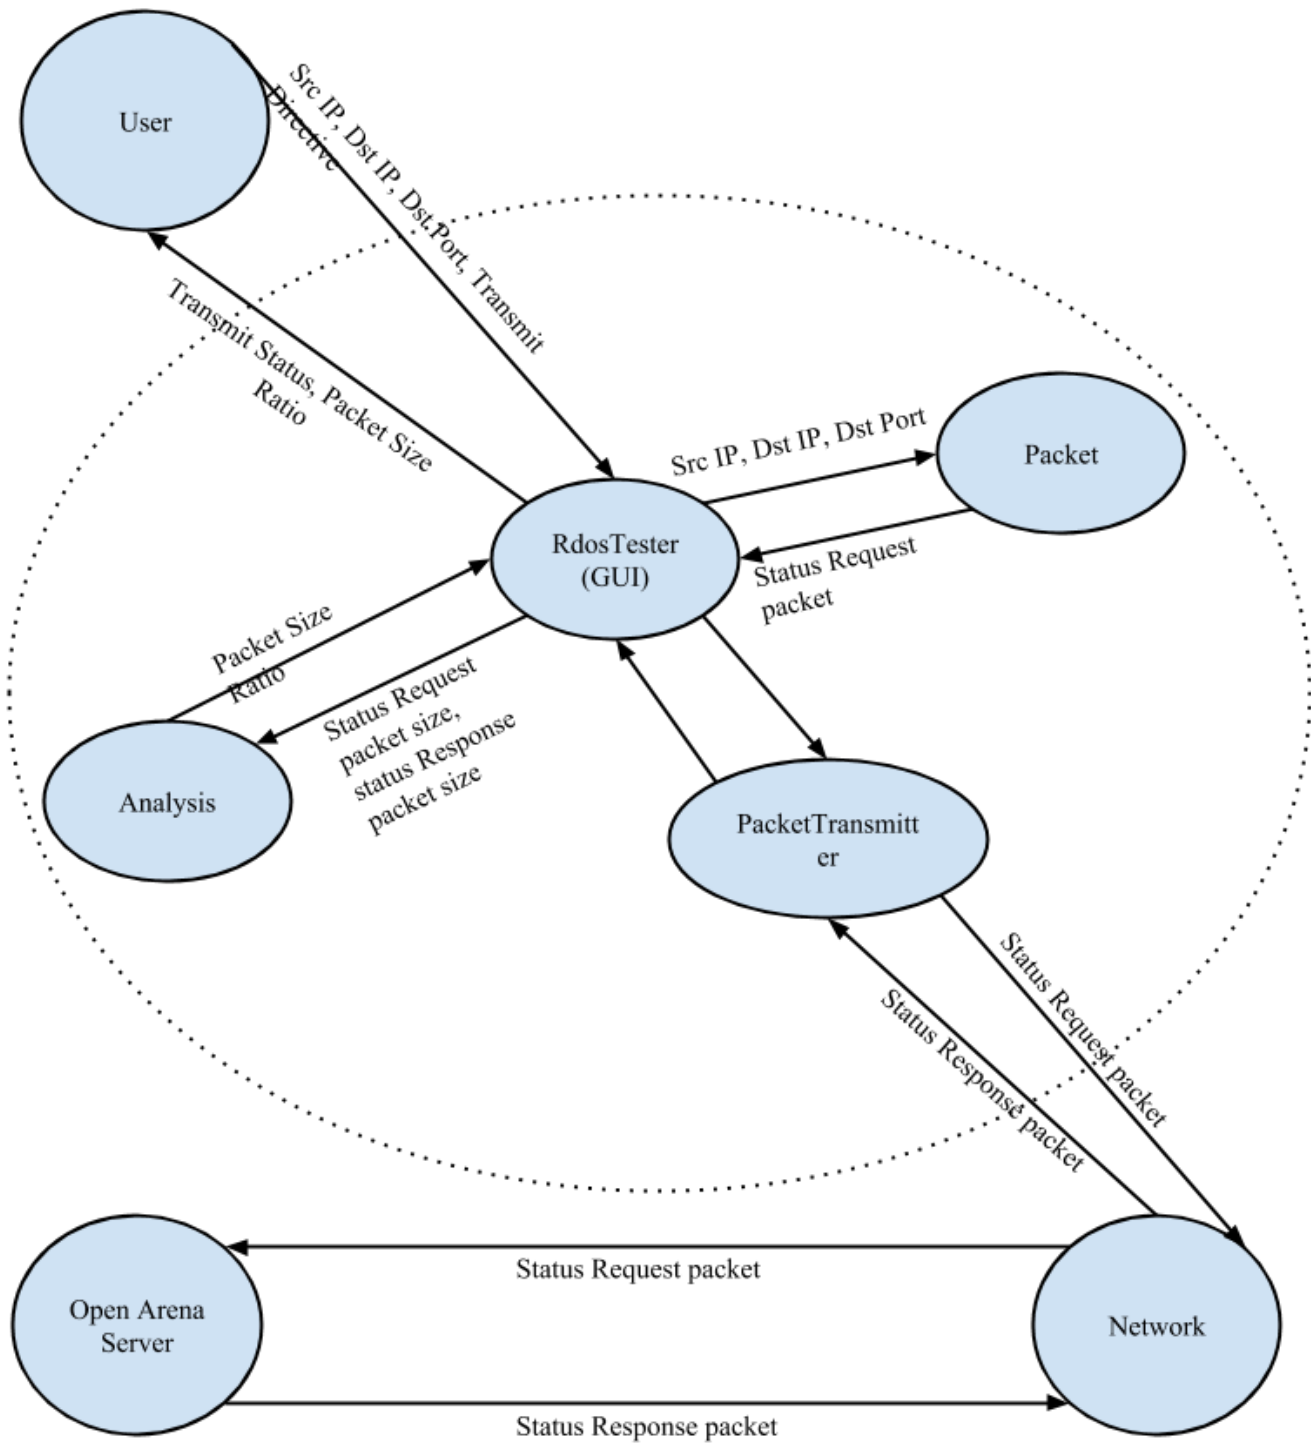 User
Src IP, Dst IP, Dst.Port, Transmit
Directive
Transmit Status, Packet Size
Ratio
Src IP, Dst IP, Dst Port
Packet
RdosTester
(GUI)
Status Request
packet
Packet Size
Ratio
Status Request
packet size,
status Response
packet size
Analysis
PacketTransmitt
er
Status Request packet
Status Response packet
Status Request packet
Open Arena
Server
Network
Status Response packet